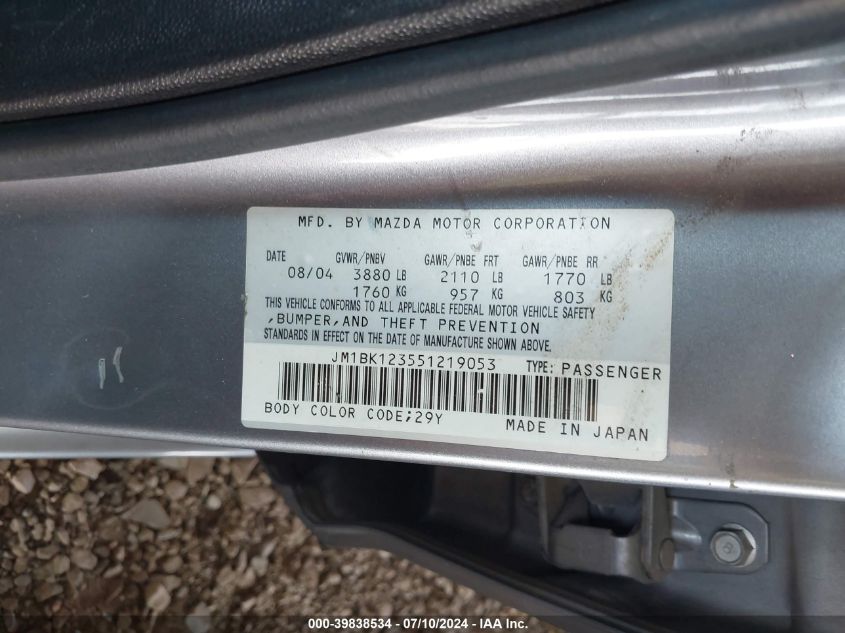 MFD. BY MAZDA MOTOR CORPORATION
DATE GVWR/PNBV GAWR/PNBE FRT GAWR/PNBE RR
08/04 3880 LB 2110 LB 1770 LB
1760 KG 957 KG 803 KG
THIS VEHICLE CONFORMS TO ALL APPLICABLE FEDERAL MOTOR VEHICLE SAFETY
,BUMPER,AND THEFT PREVENTION
STANDARDS IN EFFECT ON THE DATE OF MANUFACTURE SHOWN ABOVE.
JM1BK123551219053 TYPE: PASSENGER
BODY COLOR CODE;29Y MADE IN JAPAN
000-39838534 - 07/10/2024 - IAAI Inc.